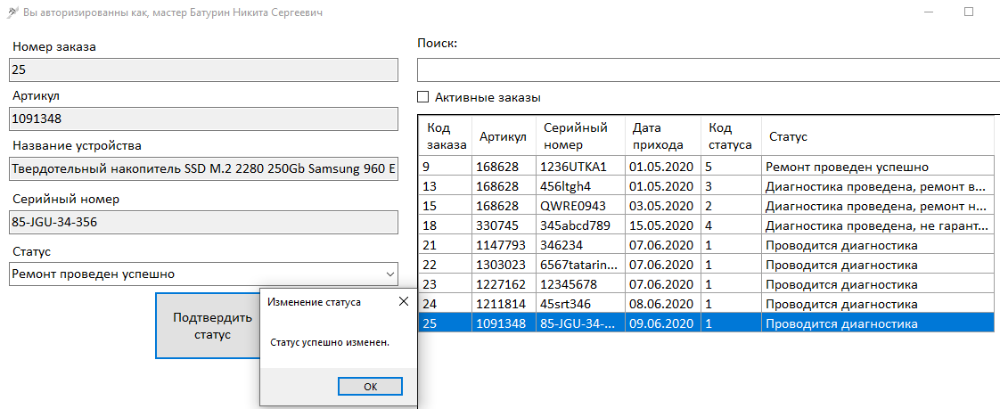 Вы авторизированны как, мастер Батурин Никита Сергеевич
Номер заказа
25
Артикул
1091348
Название устройства
Твердотельный накопитель SSD M.2 2280 250Gb Samsung 960 E
Серийный номер
85-JGU-34-356
Статус
Ремонт проведен успешно
Подтвердить
статус
Изменение статуса
Статус успешно изменен.
OK
Поиск:
Активные заказы
Код заказа Артикул Серийный номер Дата прихода Код статуса Статус
9 168628 1236UTKA1 01.05.2020 5 Ремонт проведен успешно
13 168628 456ltgh4 01.05.2020 3 Диагностика проведена, ремонт в...
15 168628 QWRE0943 03.05.2020 2 Диагностика проведена, ремонт н...
18 330745 345abcd789 15.05.2020 4 Диагностика проведена, не гарант...
21 1147793 346234 07.06.2020 1 Проводится диагностика
22 1303023 6567tatarin... 07.06.2020 1 Проводится диагностика
23 1227162 12345678 07.06.2020 1 Проводится диагностика
24 1211814 45srt346 08.06.2020 1 Проводится диагностика
25 1091348 85-JGU-34-... 09.06.2020 1 Проводится диагностика